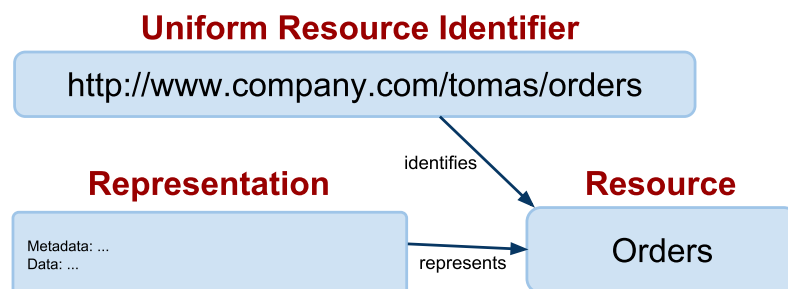 Uniform Resource Identifier
http://www.company.com/tomas/orders
identifies
Representation
Resource
Metadata: ...
Data: ...
represents
Orders